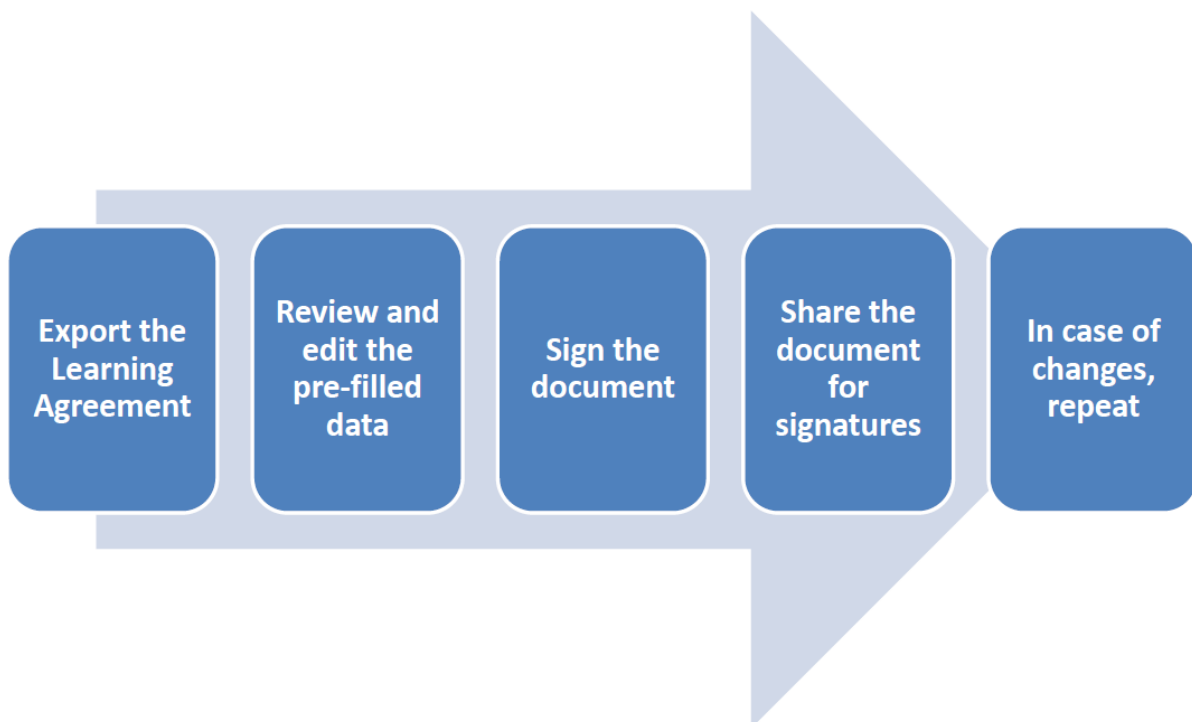 Export the
Learning
Agreement
Review and
edit the
pre-filled
data
Sign the
document
Share the
document
for
signatures
In case of
changes,
repeat